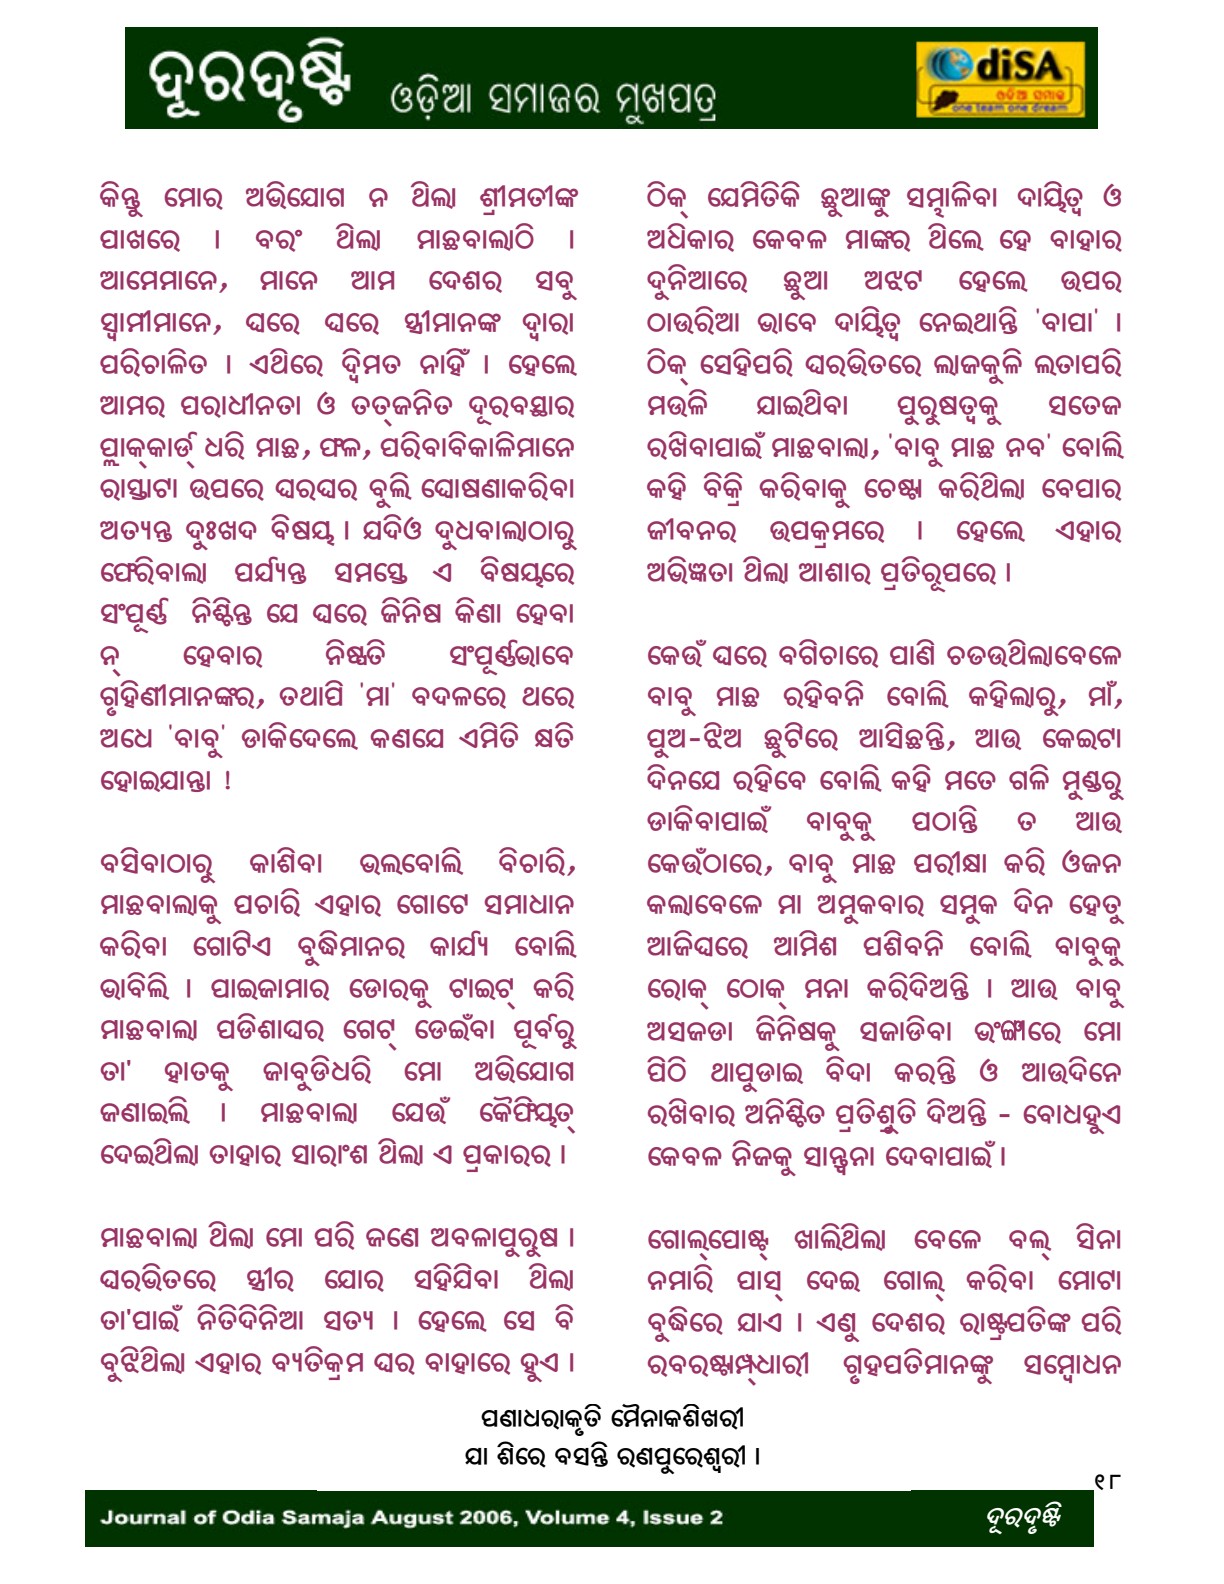 ଦୂରଦୃଷ୍ଟି ଓଡ଼ିଆ ସମାଜର ମୁଖପତ୍ର
diSA
ଓଡ଼ିଆ ସମାଜ
one team one dream
କିନ୍ତୁ ମୋର ଅଭିଯୋଗ ନ ଥିଲା ଶ୍ରୀମତୀଙ୍କ
ପାଖରେ । ବରଂ ଥିଲା ମାଛବାଲାଠି ।
ଆମେମାନେ, ମାନେ ଆମ ଦେଶର ସବୁ
ସ୍ୱାମୀମାନେ, ଘରେ ଘରେ ସ୍ତ୍ରୀମାନଙ୍କ ଦ୍ୱାରା
ପରିଚାଳିତ । ଏଥିରେ ଦ୍ୱିମତ ନାହିଁ । ହେଲେ
ଆମର ପରାଧୀନତା ଓ ତତ୍‌ଜନିତ ଦୂରବସ୍ଥାର
ପ୍ଲାକ୍‌କାର୍ଡ୍ ଧରି ମାଛ, ଫଳ, ପରିବାବିକାଳିମାନେ
ରାସ୍ତାଟା ଉପରେ ଘରଘର ବୁଲି ଘୋଷଣାକରିବା
ଅତ୍ୟନ୍ତ ଦୁଃଖଦ ବିଷୟ । ଯଦିଓ ଦୁଧବାଲାଠାରୁ
ଫେରିବାଲା ପର୍ଯ୍ୟନ୍ତ ସମସ୍ତେ ଏ ବିଷୟରେ
ସଂପୂର୍ଣ୍ଣ ନିଶ୍ଚିନ୍ତ ଯେ ଘରେ ଜିନିଷ କିଣା ହେବା
ନ୍ ହେବାର ନିଷ୍ପତି ସଂପୂର୍ଣ୍ଣଭାବେ
ଗୃହିଣୀମାନଙ୍କର, ତଥାପି 'ମା' ବଦଳରେ ଥରେ
ଅଧେ 'ବାବୁ' ଡାକିଦେଲେ କଣଯେ ଏମିତି କ୍ଷତି
ହୋଇଯାନ୍ତା !
ବସିବାଠାରୁ କାଶିବା ଭଲବୋଲି ବିଚାରି,
ମାଛବାଲାକୁ ପଚାରି ଏହାର ଗୋଟେ ସମାଧାନ
କରିବା ଗୋଟିଏ ବୁଦ୍ଧିମାନର କାର୍ଯ୍ୟ ବୋଲି
ଭାବିଲି । ପାଇଜାମାର ଡୋରକୁ ଟାଇଟ୍ କରି
ମାଛବାଲା ପଡିଶାଘର ଗେଟ୍ ଡେଇଁବା ପୂର୍ବରୁ
ତା' ହାତକୁ ଜାବୁଡିଧରି ମୋ ଅଭିଯୋଗ
ଜଣାଇଲି । ମାଛବାଲା ଯେଉଁ କୈଫିୟତ୍
ଦେଇଥିଲା ତାହାର ସାରାଂଶ ଥିଲା ଏ ପ୍ରକାରର ।
ମାଛବାଲା ଥିଲା ମୋ ପରି ଜଣେ ଅବଳାପୁରୁଷ ।
ଘରଭିତରେ ସ୍ତ୍ରୀର ଯୋର ସହିଯିବା ଥିଲା
ତା'ପାଇଁ ନିତିଦିନିଆ ସତ୍ୟ । ହେଲେ ସେ ବି
ବୁଝିଥିଲା ଏହାର ବ୍ୟତିକ୍ରମ ଘର ବାହାରେ ହୁଏ ।
ଠିକ୍ ଯେମିତିକି ଛୁଆଙ୍କୁ ସମ୍ଭାଳିବା ଦାୟିତ୍ୱ ଓ
ଅଧିକାର କେବଳ ମାଙ୍କର ଥିଲେ ହେ ବାହାର
ଦୁନିଆରେ ଛୁଆ ଅଝଟ ହେଲେ ଉପର
ଠାଉରିଆ ଭାବେ ଦାୟିତ୍ୱ ନେଇଥାନ୍ତି 'ବାପା' ।
ଠିକ୍ ସେହିପରି ଘରଭିତରେ ଲାଜକୁଳି ଲତାପରି
ମଉଳି ଯାଇଥିବା ପୁରୁଷତ୍ୱକୁ ସତେଜ
ରଖିବାପାଇଁ ମାଛବାଲା, 'ବାବୁ ମାଛ ନବ' ବୋଲି
କହି ବିକ୍ରି କରିବାକୁ ଚେଷ୍ଟା କରିଥିଲା ବେପାର
ଜୀବନର ଉପକ୍ରମରେ । ହେଲେ ଏହାର
ଅଭିଜ୍ଞତା ଥିଲା ଆଶାର ପ୍ରତିରୂପରେ ।
କେଉଁ ଘରେ ବଗିଚାରେ ପାଣି ଚଡଉଥିଲାବେଳେ
ବାବୁ ମାଛ ରହିବନି ବୋଲି କହିଲାରୁ, ମାଁ,
ପୁଅ-ଝିଅ ଛୁଟିରେ ଆସିଛନ୍ତି, ଆଉ କେଇଟା
ଦିନଯେ ରହିବେ ବୋଲି କହି ମତେ ଗଳି ମୁଣ୍ଡରୁ
ଡାକିବାପାଇଁ ବାବୁକୁ ପଠାନ୍ତି ତ ଆଉ
କେଉଁଠାରେ, ବାବୁ ମାଛ ପରୀକ୍ଷା କରି ଓଜନ
କଲାବେଳେ ମା ଅମୁକବାର ସମୁକ ଦିନ ହେତୁ
ଆଜିଘରେ ଆମିଶ ପଶିବନି ବୋଲି ବାବୁକୁ
ରୋକ୍ ଠୋକ୍ ମନା କରିଦିଅନ୍ତି । ଆଉ ବାବୁ
ଅସଜଡା ଜିନିଷକୁ ସଜାଡିବା ଭଂଙ୍ଗୀରେ ମୋ
ପିଠି ଥାପୁଡାଇ ବିଦା କରନ୍ତି ଓ ଆଉଦିନେ
ରଖିବାର ଅନିଶ୍ଚିତ ପ୍ରତିଶ୍ରୁତି ଦିଅନ୍ତି - ବୋଧହୁଏ
କେବଳ ନିଜକୁ ସାନ୍ତ୍ୱନା ଦେବାପାଇଁ ।
ଗୋଲ୍‌ପୋଷ୍ଟ୍ ଖାଲିଥିଲା ବେଳେ ବଲ୍ ସିନା
ନମାରି ପାସ୍ ଦେଇ ଗୋଲ୍ କରିବା ମୋଟା
ବୁଦ୍ଧିରେ ଯାଏ । ଏଣୁ ଦେଶର ରାଷ୍ଟ୍ରପତିଙ୍କ ପରି
ରବରଷ୍ଟାମ୍ପ୍‌ଧାରୀ ଗୃହପତିମାନଙ୍କୁ ସମ୍ବୋଧନ
ପଣାଧରାକୃତି ମୈନାକଶିଖରୀ
ଯା ଶିରେ ବସନ୍ତି ରଣପୁରେଶ୍ୱରୀ ।
୧୮
Journal of Odia Samaja August 2006, Volume 4, Issue 2 ଦୂରଦୃଷ୍ଟି